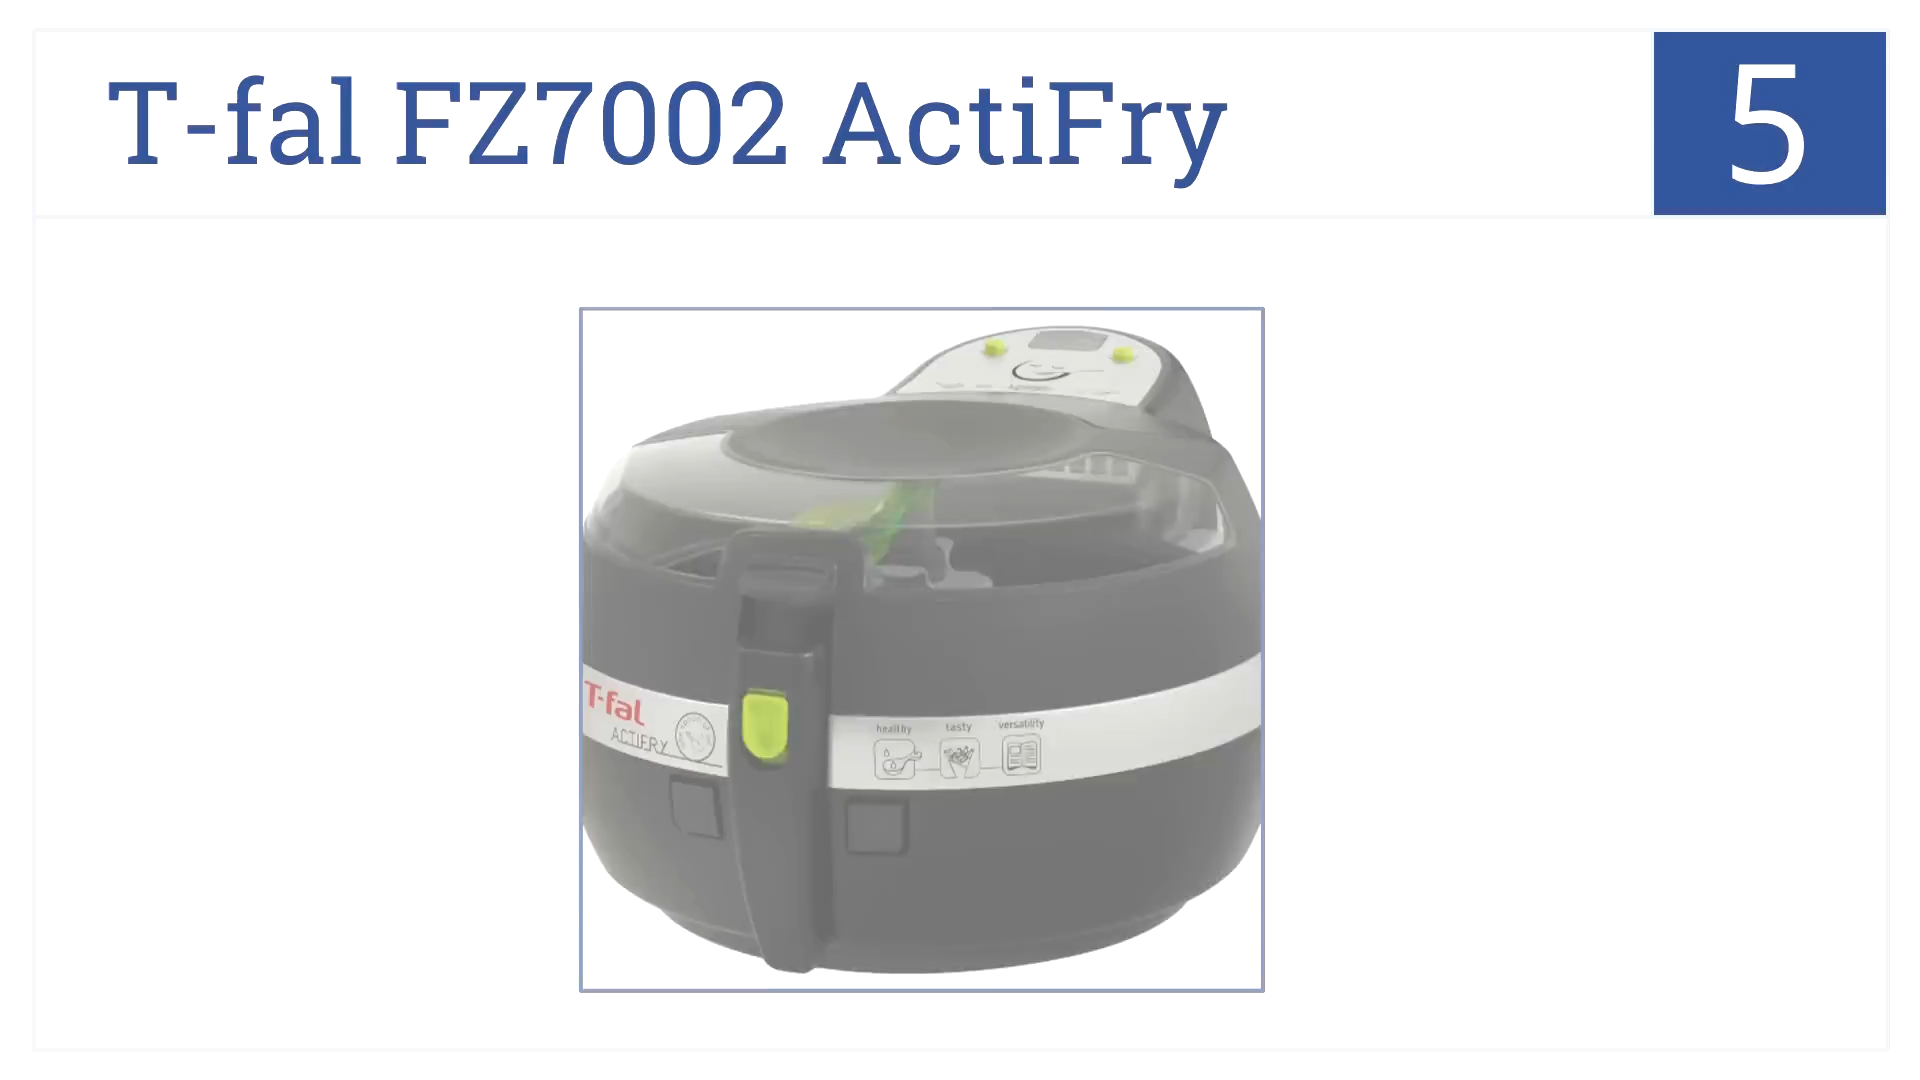 T-fal FZ7002 ActiFry
5
T-fal
ACTIFRY
healthy
tasty
versatility